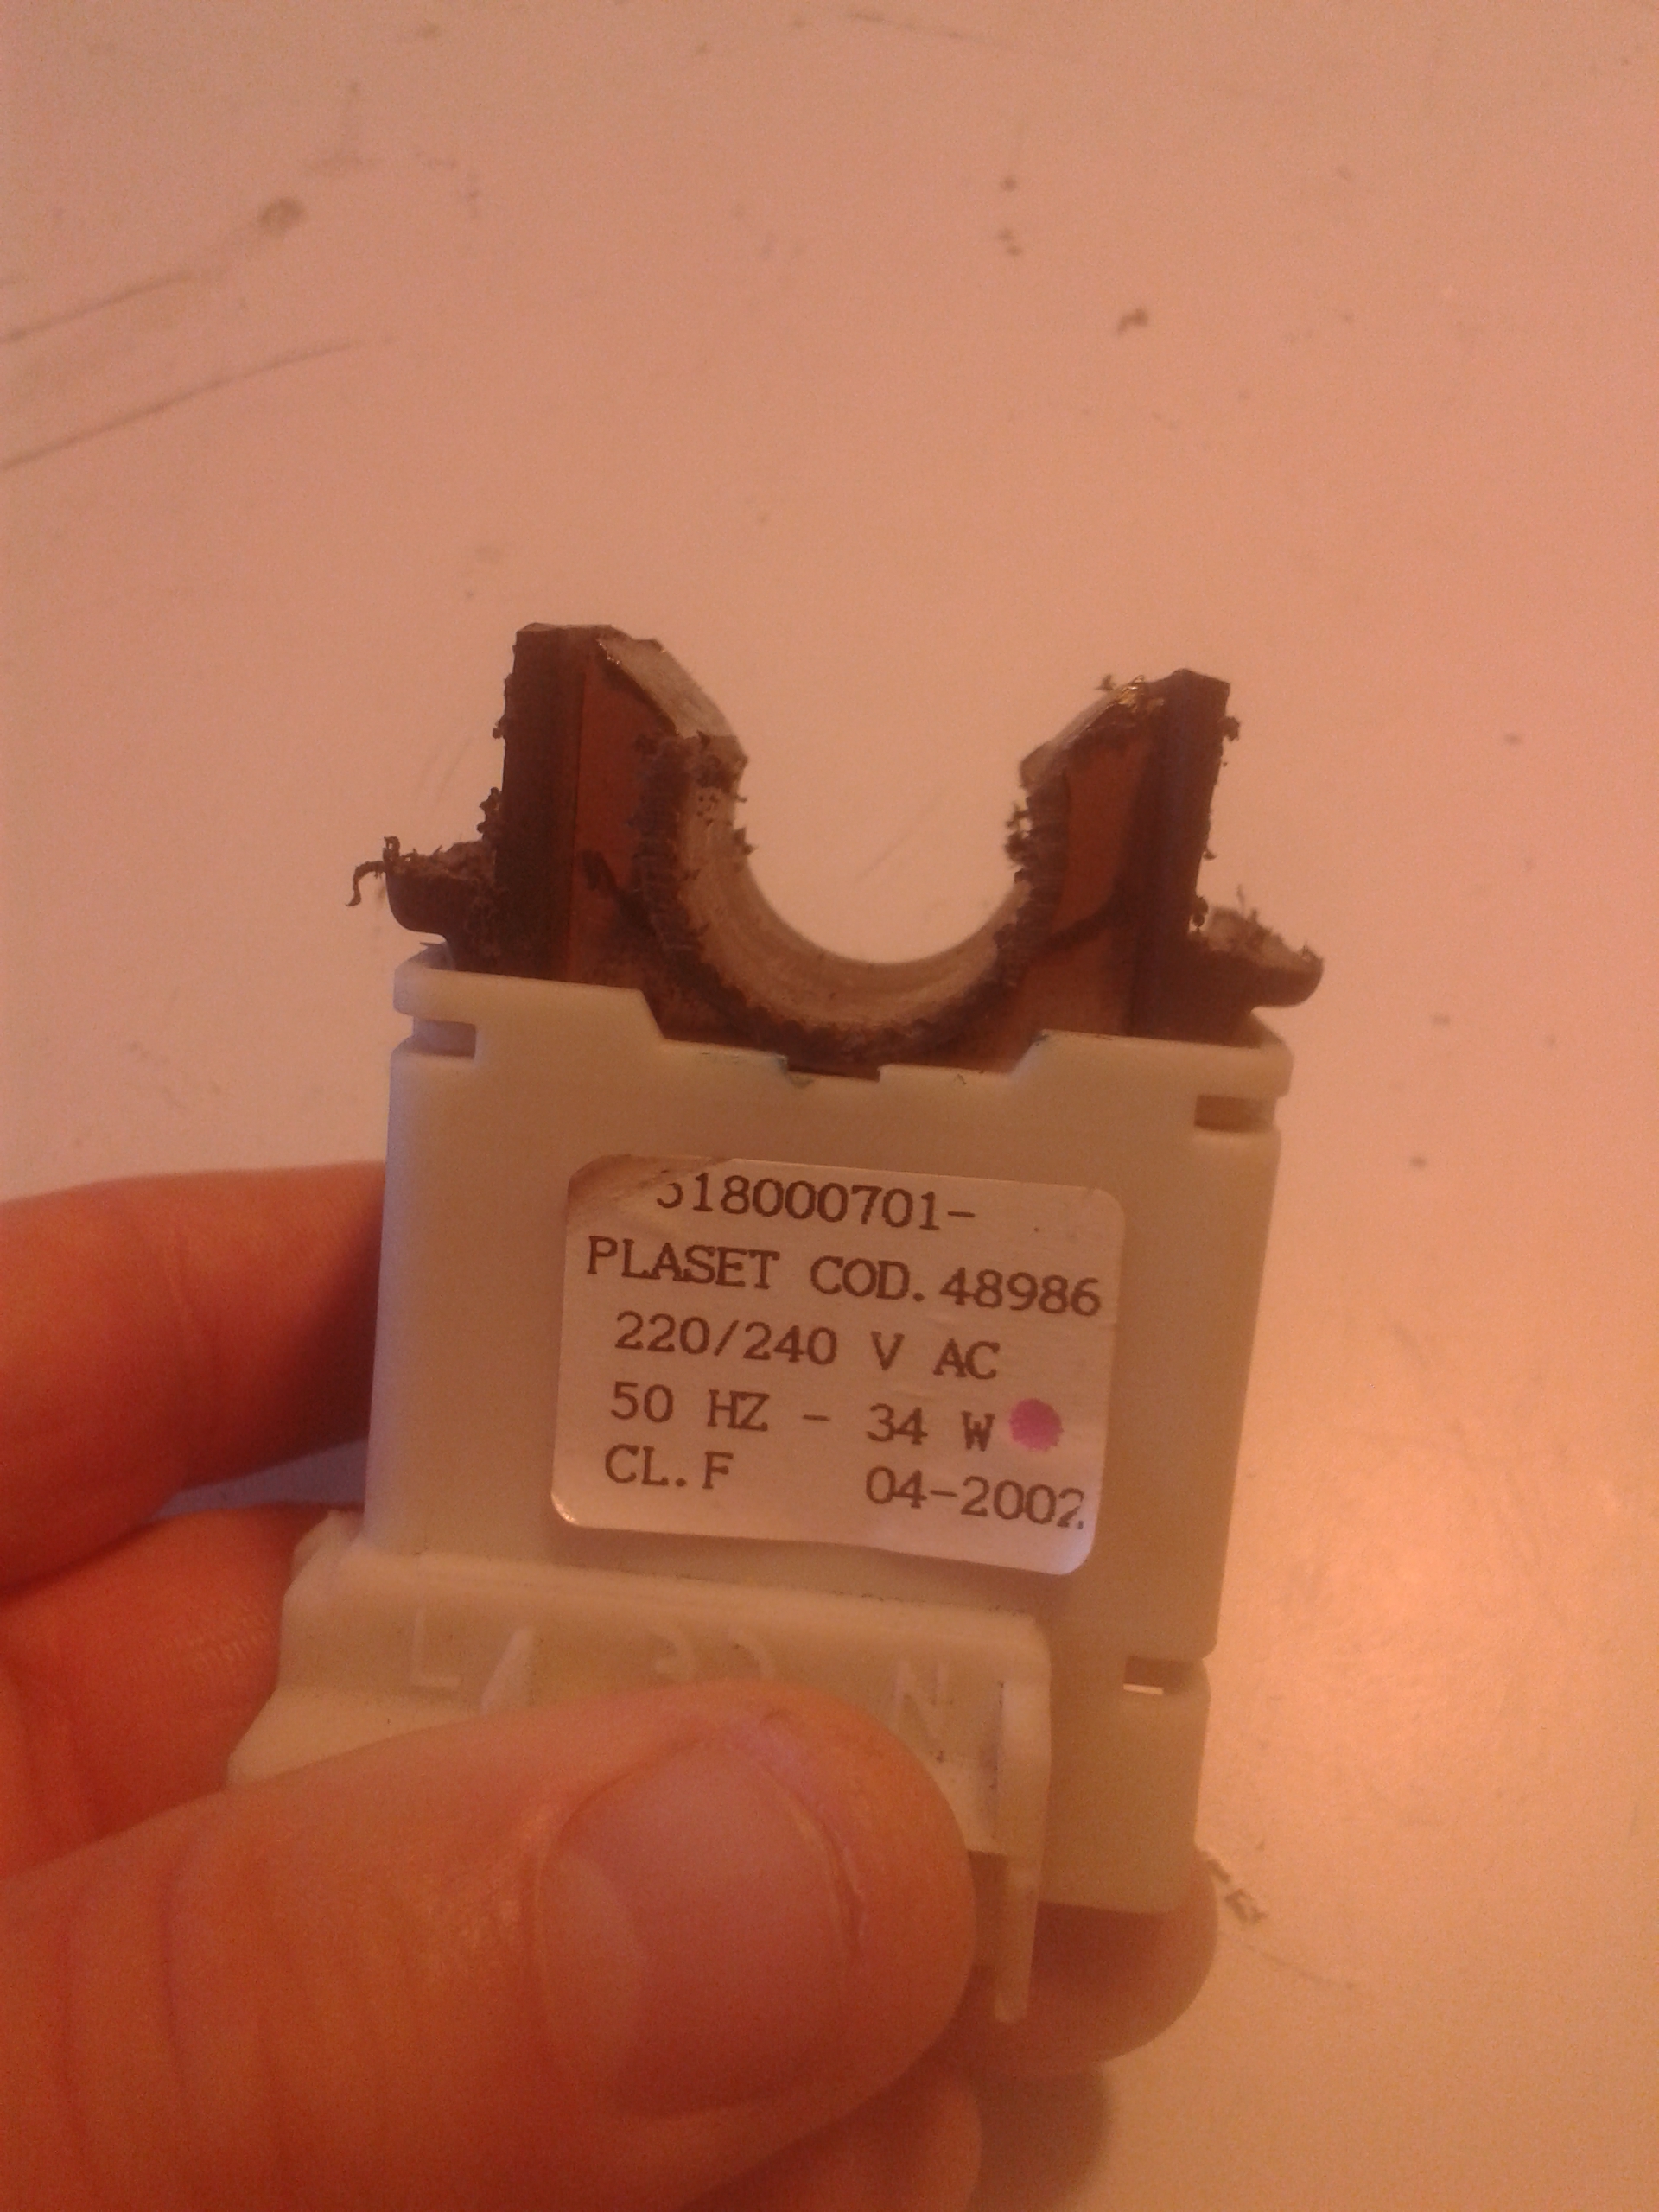 518000701-
PLASET COD. 48986
220/240 V AC
50 HZ - 34 W
CL. F 04-2002
L N